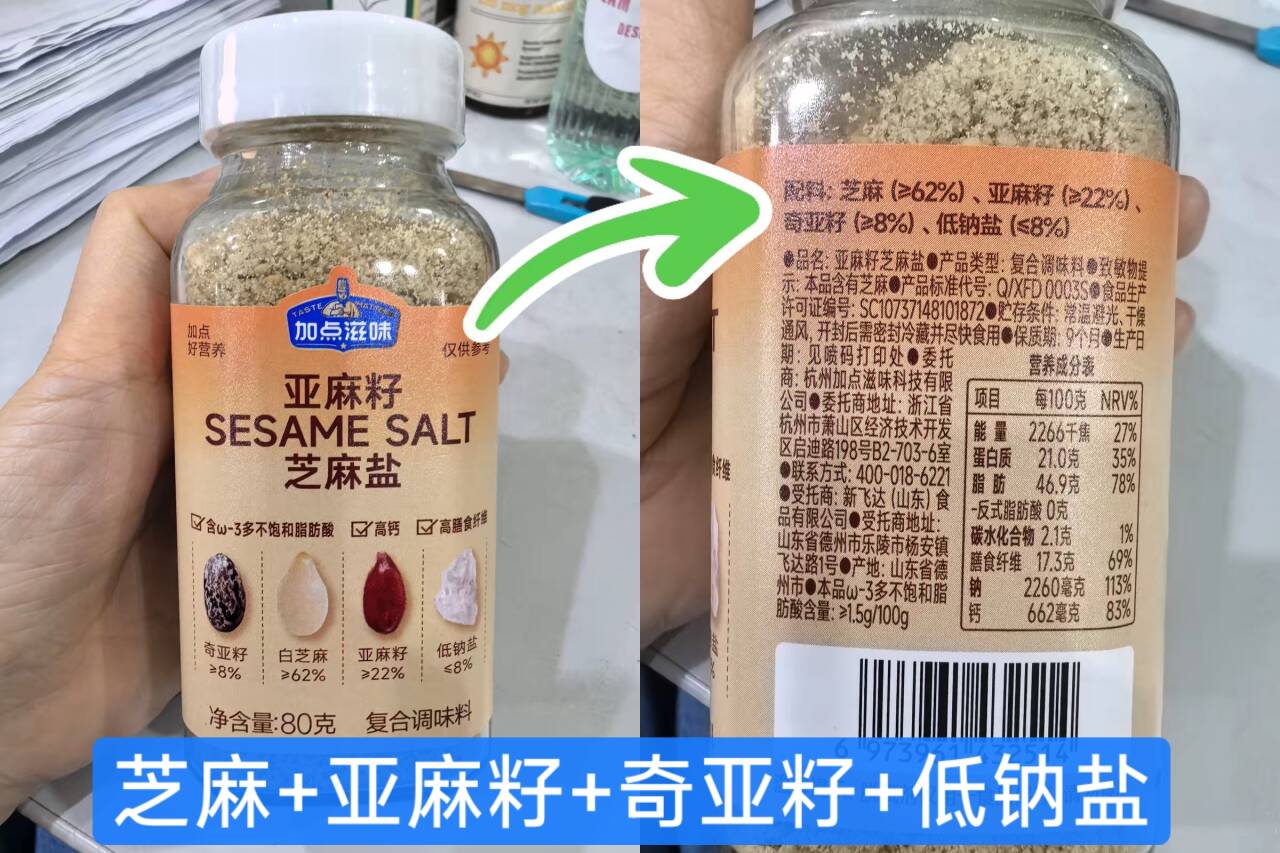 TASTE MATTERS
加点滋味
加点
好营养
仅供参考
亚麻籽
SESAME SALT
芝麻盐
含ω-3多不饱和脂肪酸
高钙
高膳食纤维
奇亚籽
≥8%
白芝麻
≥62%
亚麻籽
≥22%
低钠盐
≤8%
净含量:80克
复合调味料
配料: 芝麻 (≥62%) 、亚麻籽 (≥22%) 、
奇亚籽 (≥8%) 、低钠盐 (≤8%)
●品名: 亚麻籽芝麻盐●产品类型: 复合调味料●致敏物提
示: 本品含有芝麻●产品标准代号: Q/XFD 0003S●食品生产
许可证编号: SC10737148101872●贮存条件: 常温避光、干燥
通风, 开封后需密封冷藏并尽快食用●保质期: 9个月●生产日
期: 见喷码打印处●委托
商: 杭州加点滋味科技有限
公司●委托商地址: 浙江省
杭州市萧山区经济技术开发
区启迪路198号B2-703-6室
●联系方式: 400-018-6221
●受托商: 新飞达 (山东) 食
品有限公司●受托商地址:
山东省德州市乐陵市杨安镇
飞达路1号●产地: 山东省德
州市●本品ω-3多不饱和脂
肪酸含量: ≥1.5g/100g
营养成分表
项目 每100克 NRV%
能 量 2266千焦 27%
蛋白质 21.0克 35%
脂 肪 46.9克 78%
-反式脂肪酸 0克
碳水化合物 2.1克 1%
膳食纤维 17.3克 69%
钠 2260毫克 113%
钙 662毫克 83%
6 973961 432514
芝麻+亚麻籽+奇亚籽+低钠盐